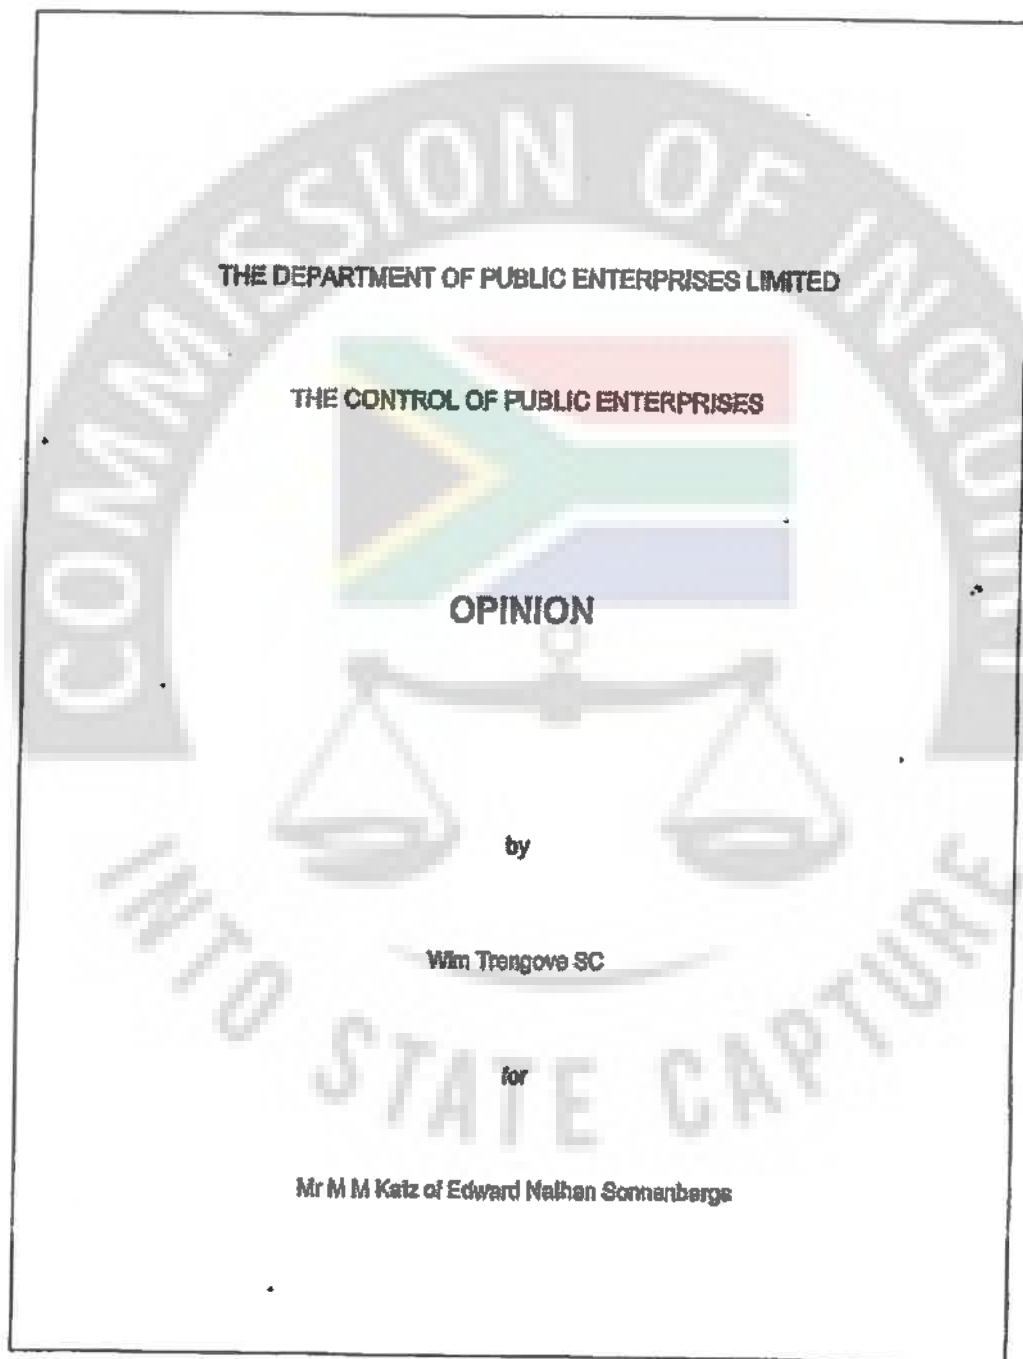 COMMISSION OF INQUIRY
THE DEPARTMENT OF PUBLIC ENTERPRISES LIMITED
THE CONTROL OF PUBLIC ENTERPRISES
OPINION
by
Wim Trengove SC
for
Mr M M Katz of Edward Nathan Sonnenbergs
INTO STATE CAPTURE